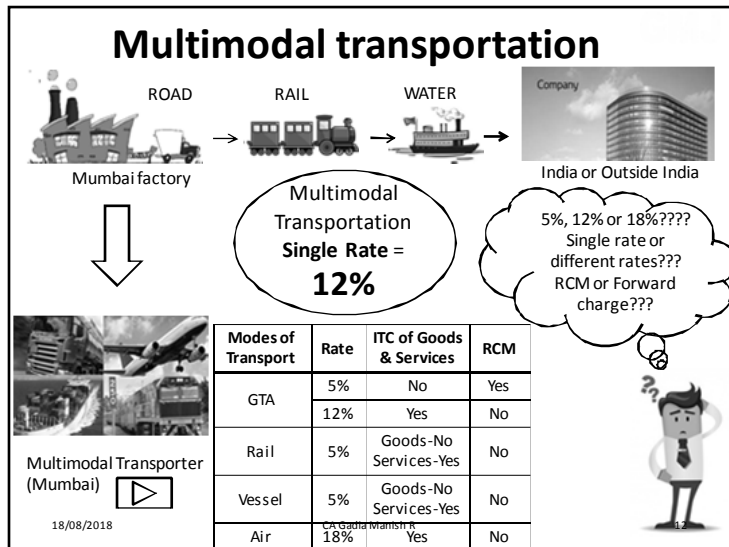 Multimodal transportation
ROAD
RAIL
WATER
Company
Mumbai factory
India or Outside India
Multimodal
Transportation
Single Rate =
12%
5%, 12% or 18%????
Single rate or
different rates???
RCM or Forward
charge???
Modes of Transport | Rate | ITC of Goods & Services | RCM
GTA | 5% | No | Yes
12% | Yes | No
Rail | 5% | Goods-No Services-Yes | No
Vessel | 5% | Goods-No Services-Yes | No
Air | 18% | Yes | No
Multimodal Transporter
(Mumbai)
??
18/08/2018
CA Gadia Manish R
12